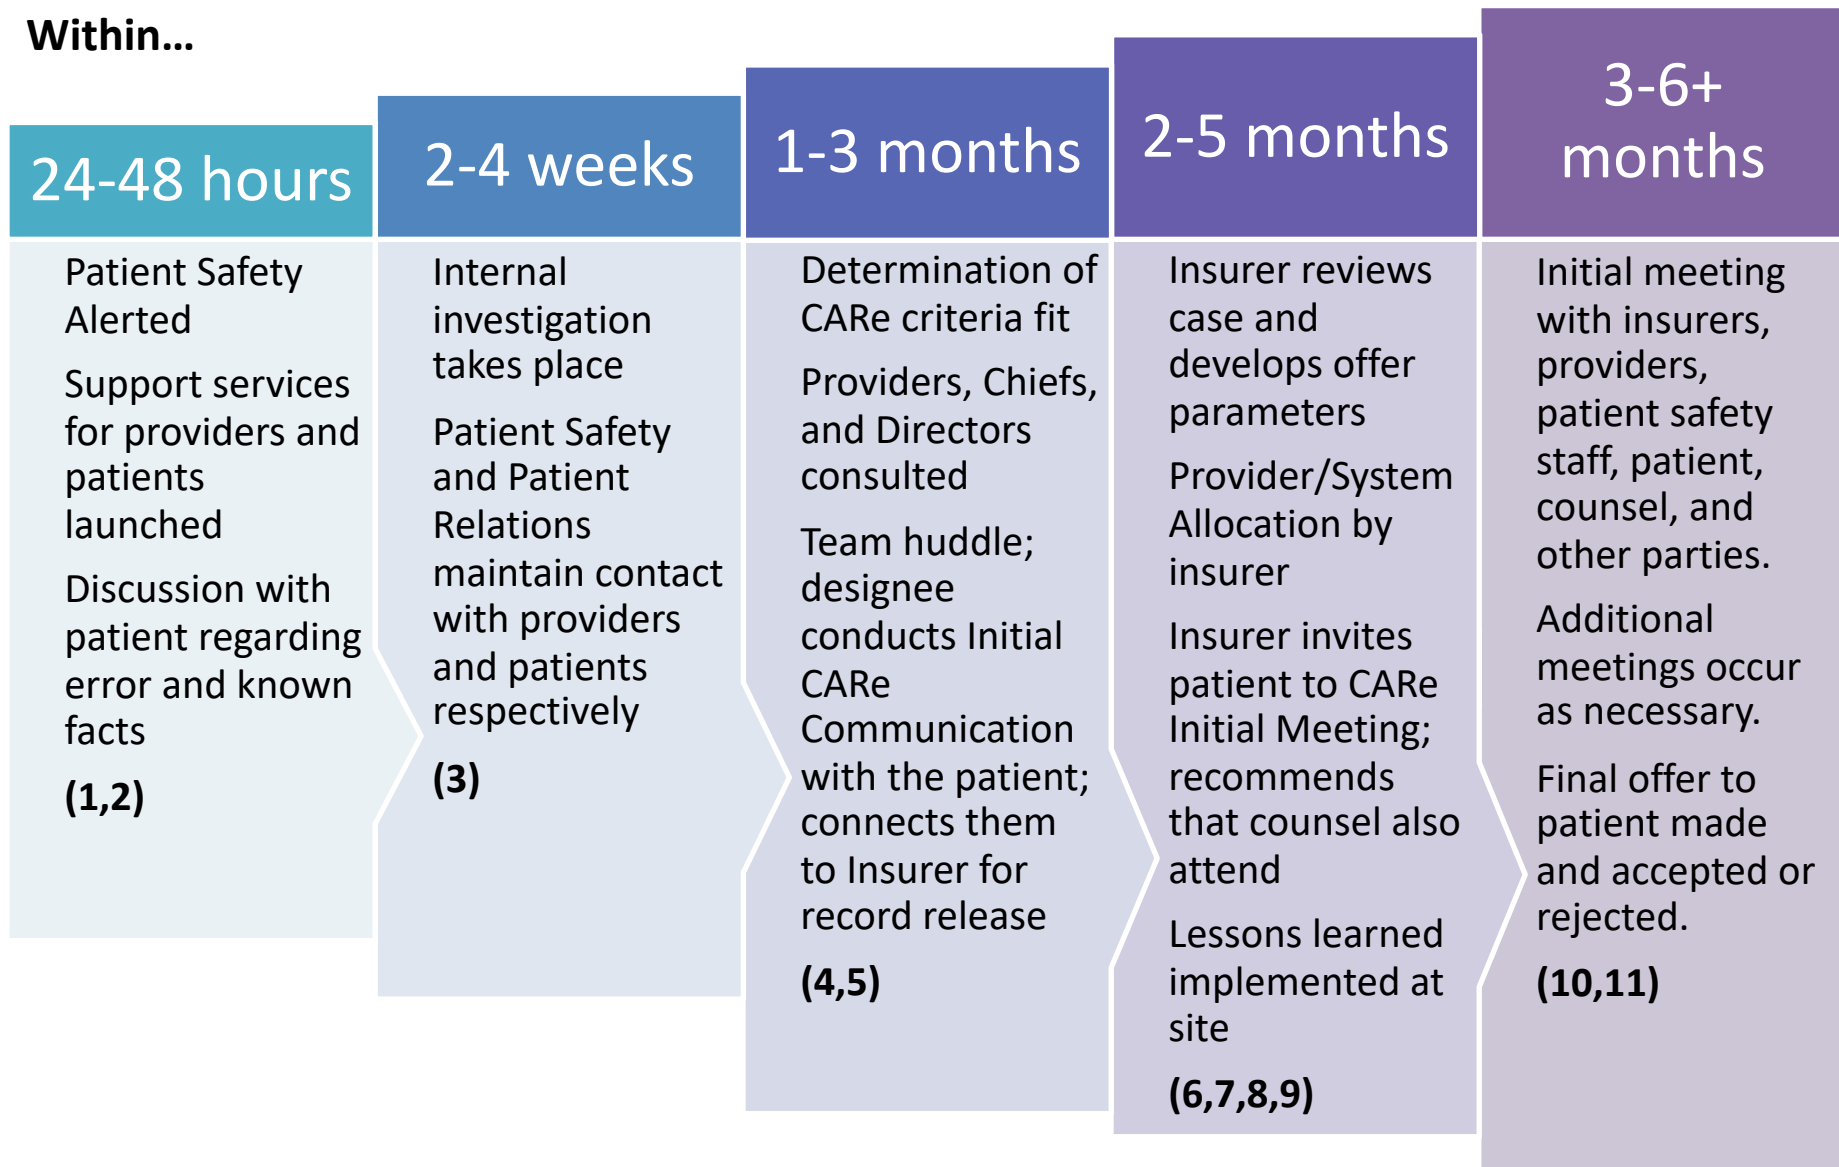 Within...
24-48 hours
Patient Safety
Alerted
Support services
for providers and
patients
launched
Discussion with
patient regarding
error and known
facts
(1,2)
2-4 weeks
Internal
investigation
takes place
Patient Safety
and Patient
Relations
maintain contact
with providers
and patients
respectively
(3)
1-3 months
Determination of
CARe criteria fit
Providers, Chiefs,
and Directors
consulted
Team huddle;
designee
conducts Initial
CARe
Communication
with the patient;
connects them
to Insurer for
record release
(4,5)
2-5 months
Insurer reviews
case and
develops offer
parameters
Provider/System
Allocation by
insurer
Insurer invites
patient to CARe
Initial Meeting;
recommends
that counsel also
attend
Lessons learned
implemented at
site
(6,7,8,9)
3-6+
months
Initial meeting
with insurers,
providers,
patient safety
staff, patient,
counsel, and
other parties.
Additional
meetings occur
as necessary.
Final offer to
patient made
and accepted or
rejected.
(10,11)